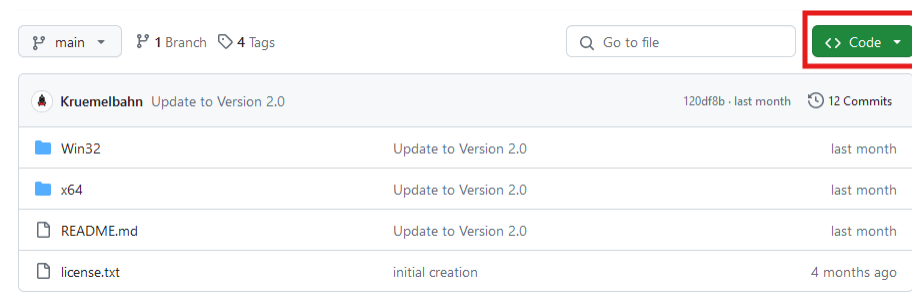 main 1 Branch 4 Tags Go to file Code
Kruemelbahn Update to Version 2.0 120df8b · last month 12 Commits
Win32 Update to Version 2.0 last month
x64 Update to Version 2.0 last month
README.md Update to Version 2.0 last month
license.txt initial creation 4 months ago